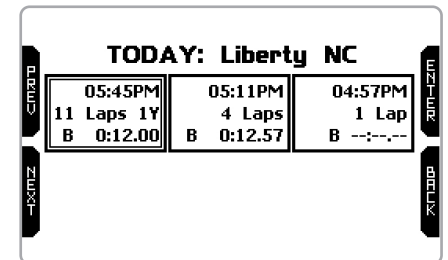 TODAY: Liberty NC
PREV
05:45PM
11 Laps 1Y
B 0:12.00
05:11PM
4 Laps
B 0:12.57
04:57PM
1 Lap
B --:--.--
ENTER
NEXT
BACK